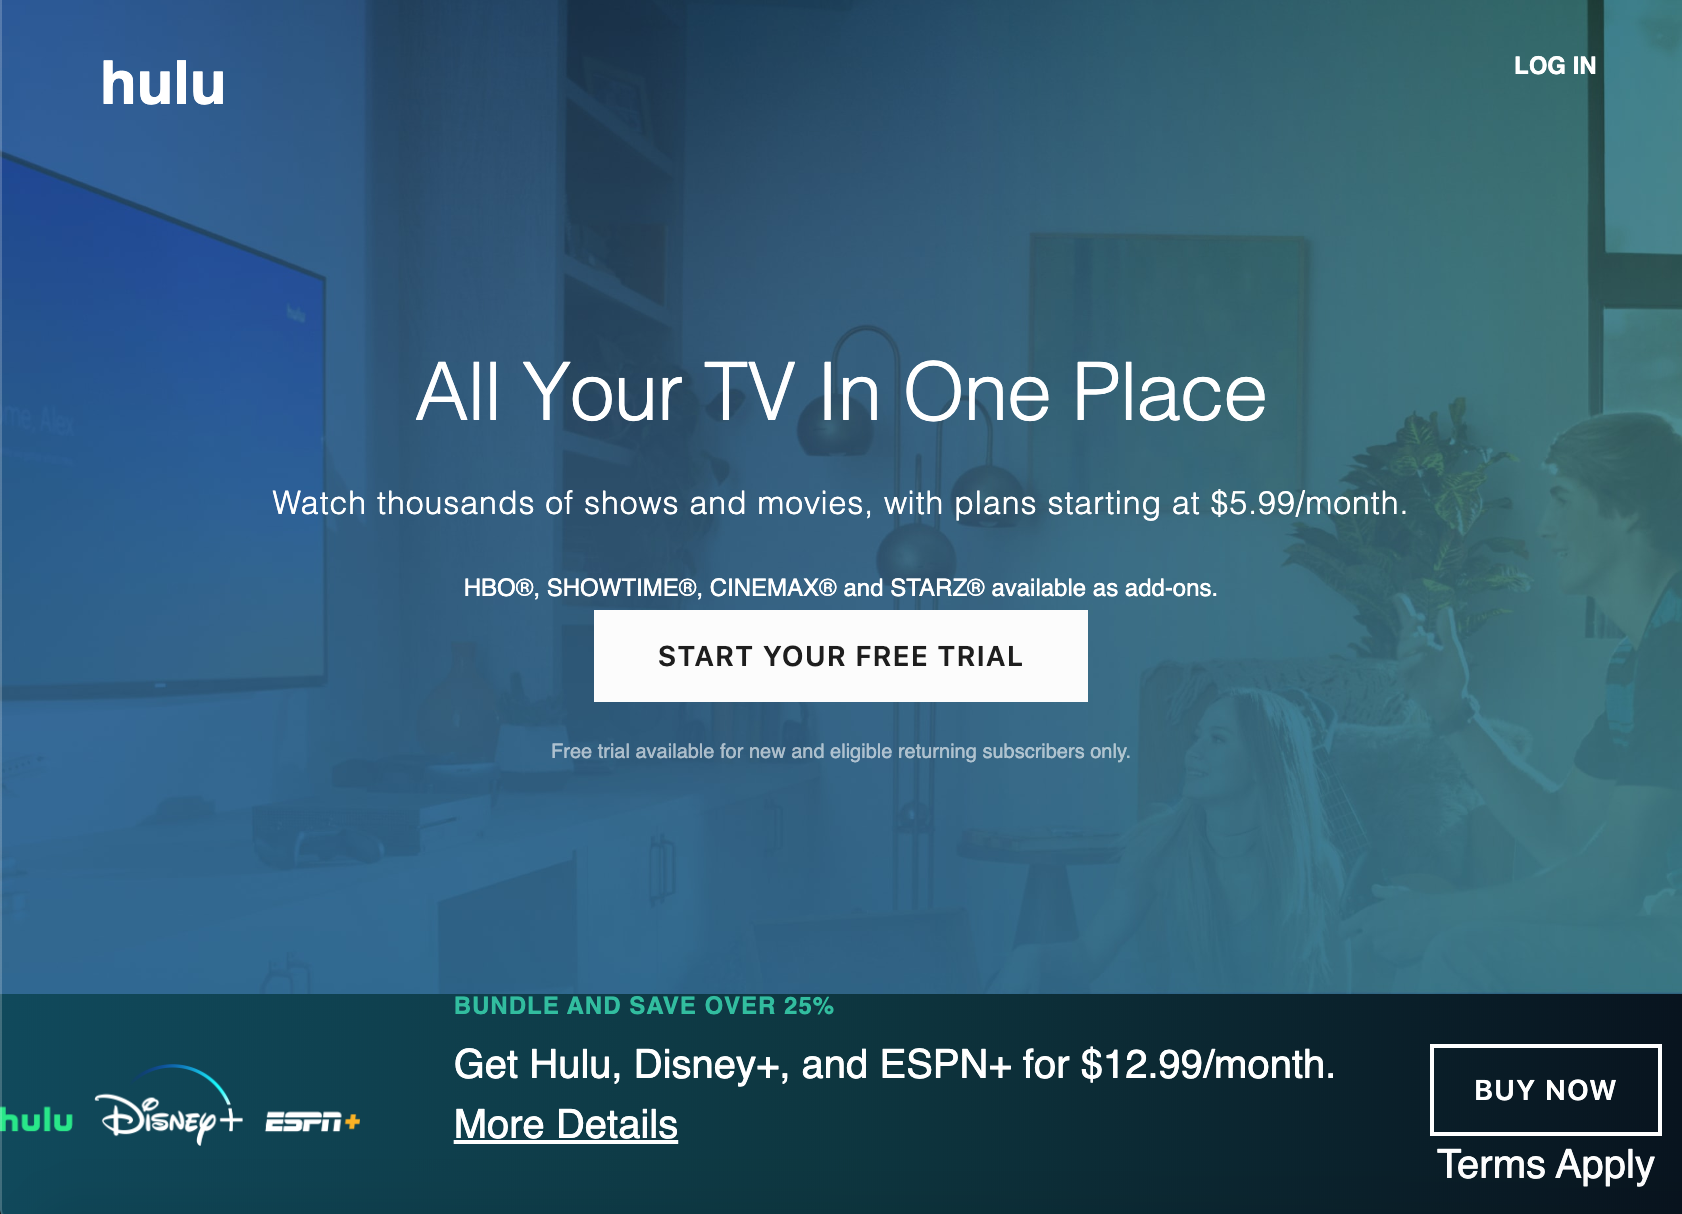 hulu
LOG IN
hulu
me, Alex
All Your TV In One Place
Watch thousands of shows and movies, with plans starting at $5.99/month.
HBO®, SHOWTIME®, CINEMAX® and STARZ® available as add-ons.
START YOUR FREE TRIAL
Free trial available for new and eligible returning subscribers only.
BUNDLE AND SAVE OVER 25%
Get Hulu, Disney+, and ESPN+ for $12.99/month.
More Details
hulu Disney+ ESPN+
BUY NOW
Terms Apply